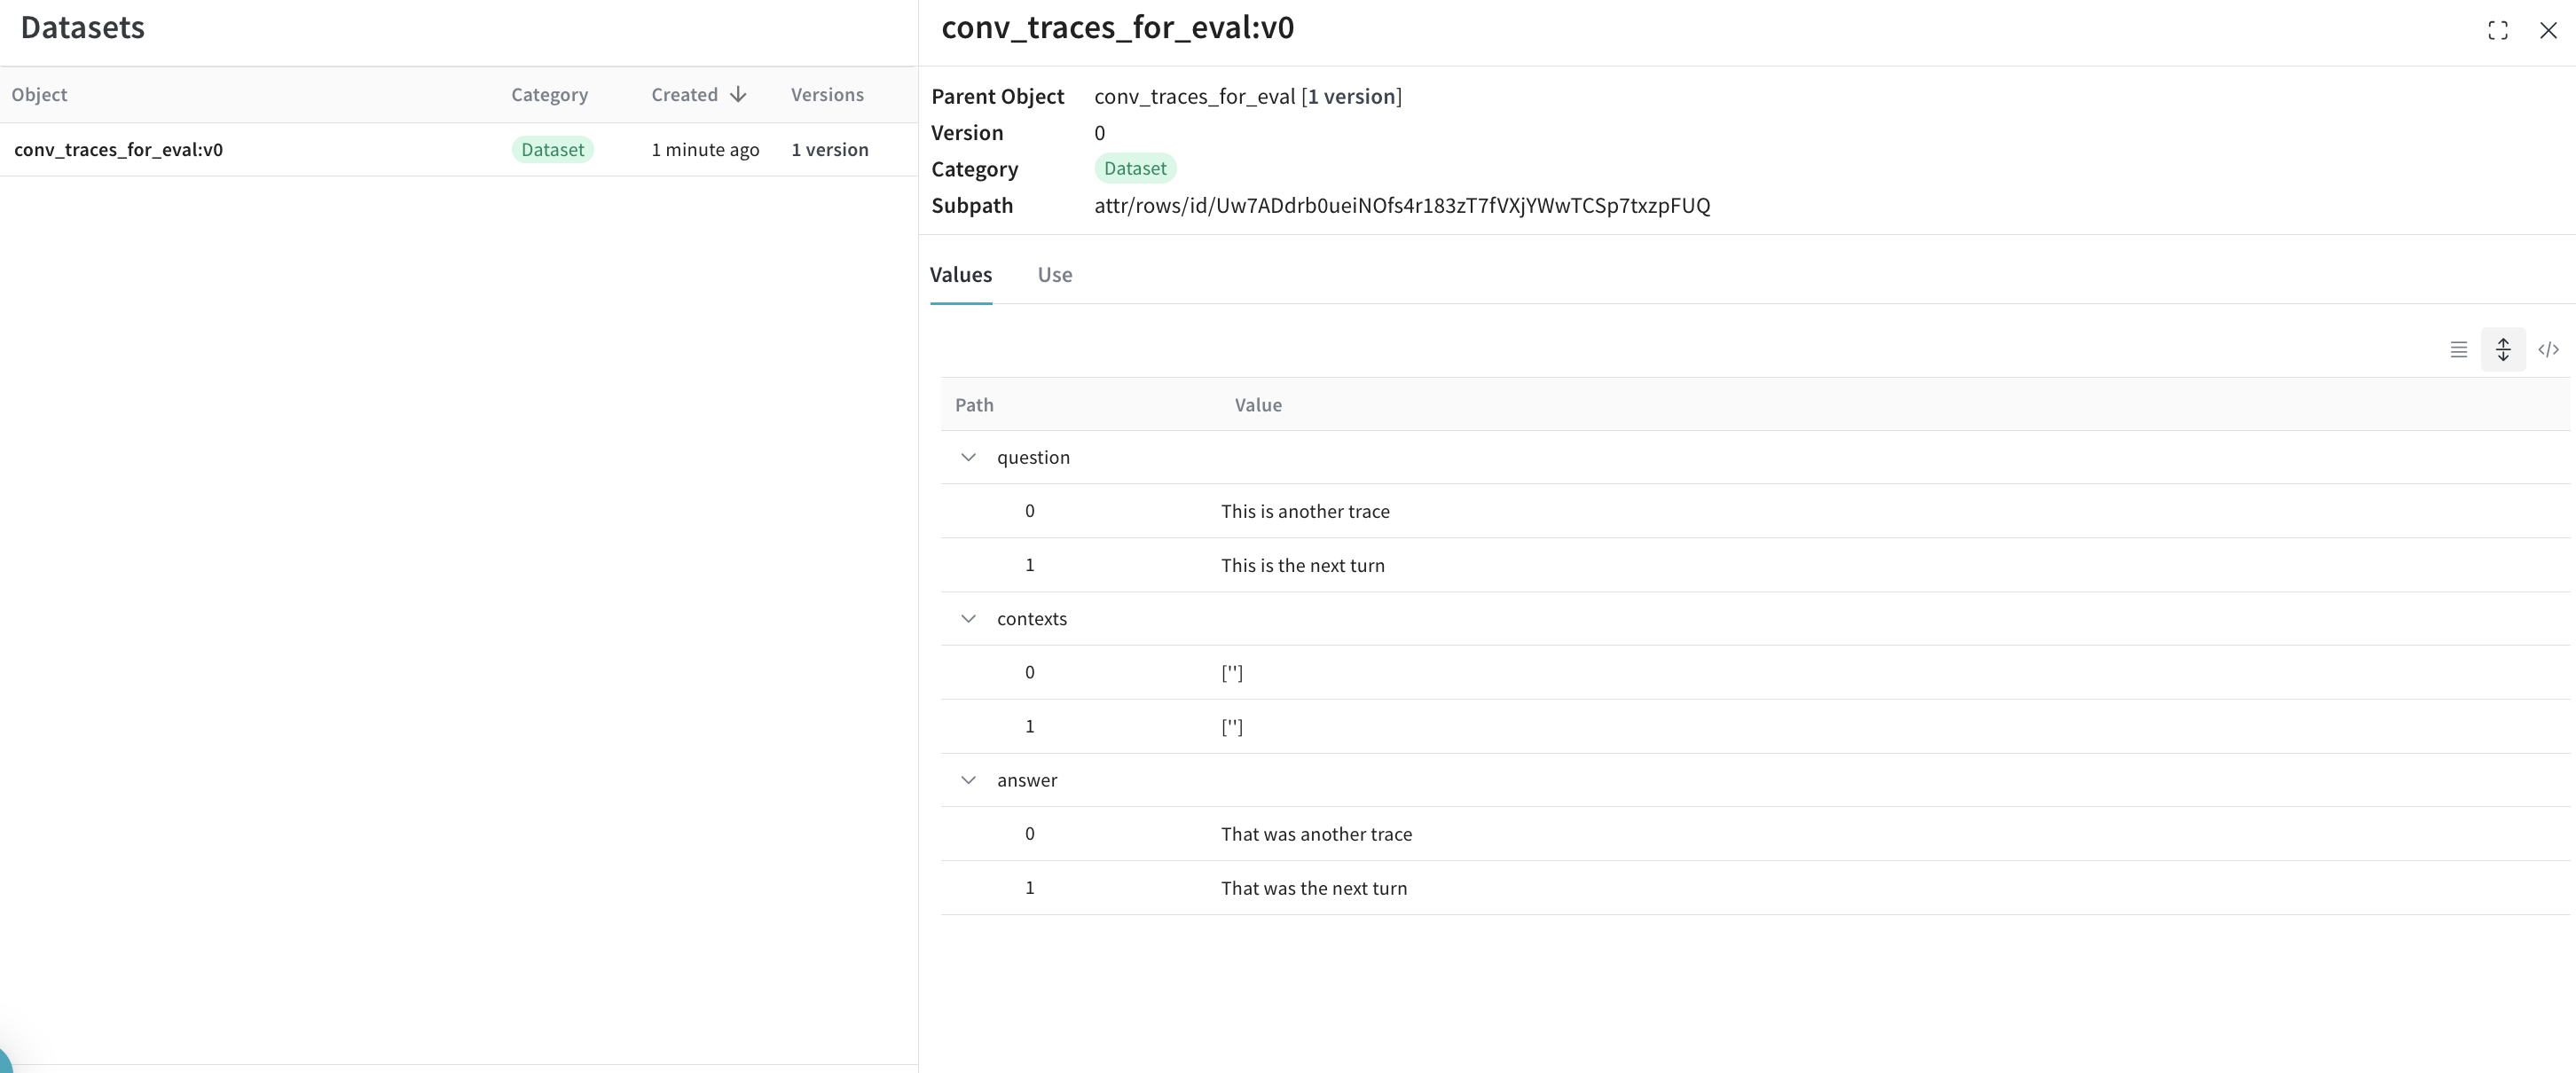 Datasets
Object Category Created Versions
conv_traces_for_eval:v0 Dataset 1 minute ago 1 version
conv_traces_for_eval:v0
Parent Object conv_traces_for_eval [1 version]
Version 0
Category Dataset
Subpath attr/rows/id/Uw7ADdrb0ueiNOfs4r183zT7fVXjYWwTCSp7txzpFUQ
Values Use
Path Value
question
0 This is another trace
1 This is the next turn
contexts
0 ['']
1 ['']
answer
0 That was another trace
1 That was the next turn